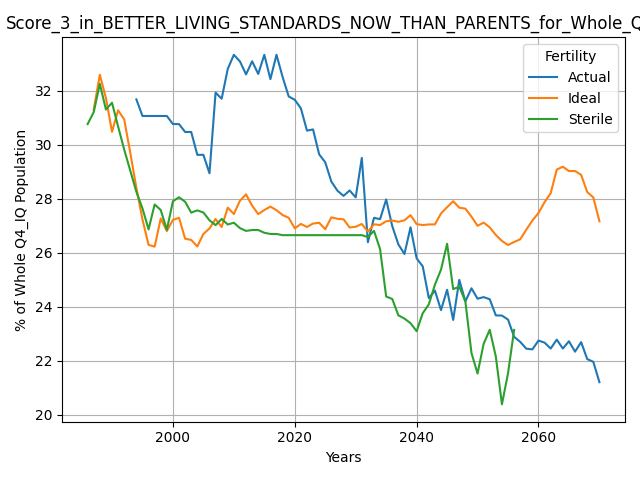 Score_3_in_BETTER_LIVING_STANDARDS_NOW_THAN_PARENTS_for_Whole_Q
Fertility
Actual
Ideal
Sterile
% of Whole Q4_IQ Population
32
30
28
26
24
22
20
2000 2020 2040 2060
Years